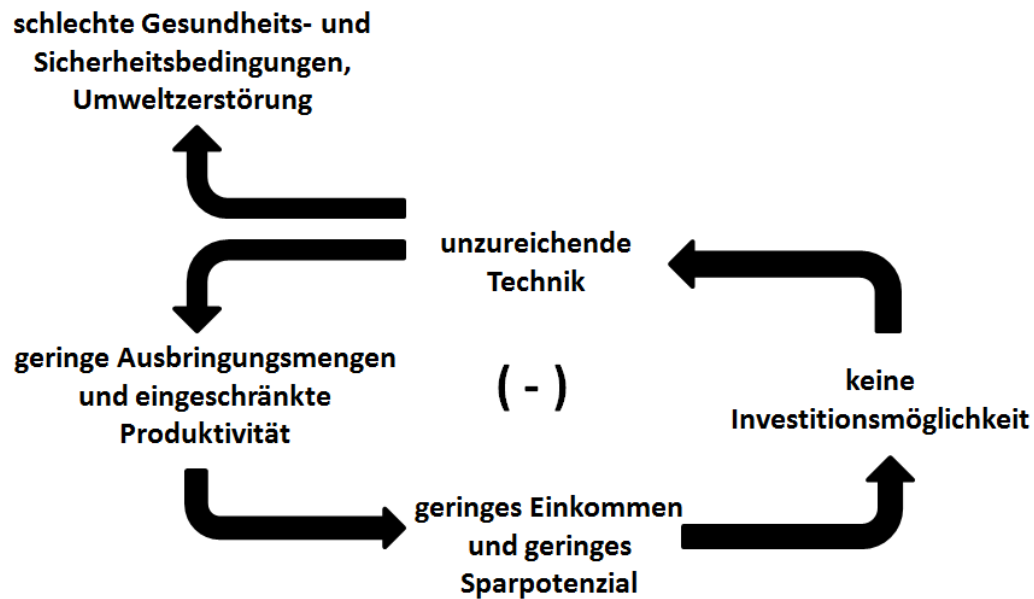 schlechte Gesundheits- und
Sicherheitsbedingungen,
Umweltzerstörung
unzureichende
Technik
geringe Ausbringungsmengen
und eingeschränkte
Produktivität
( - )
keine
Investitionsmöglichkeit
geringes Einkommen
und geringes
Sparpotenzial